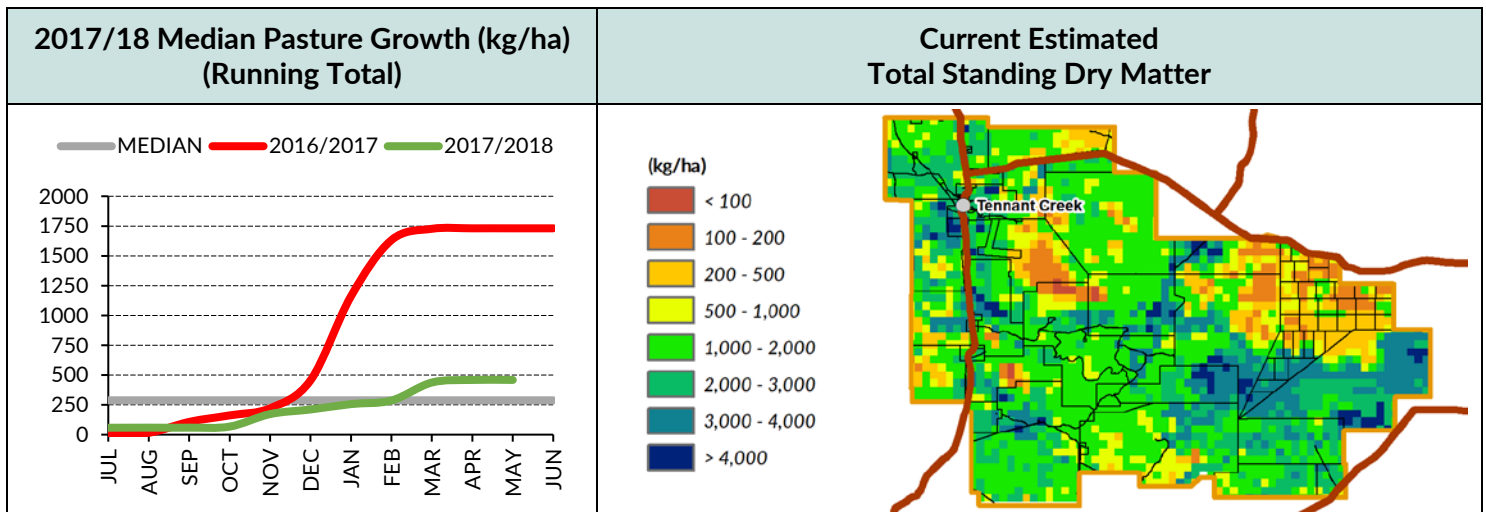 2017/18 Median Pasture Growth (kg/ha)
(Running Total)
Current Estimated
Total Standing Dry Matter
MEDIAN
2016/2017
2017/2018
2000
1750
1500
1250
1000
750
500
250
0
JUL
AUG
SEP
OCT
NOV
DEC
JAN
FEB
MAR
APR
MAY
JUN
(kg/ha)
< 100
100 - 200
200 - 500
500 - 1,000
1,000 - 2,000
2,000 - 3,000
3,000 - 4,000
> 4,000
Tennant Creek